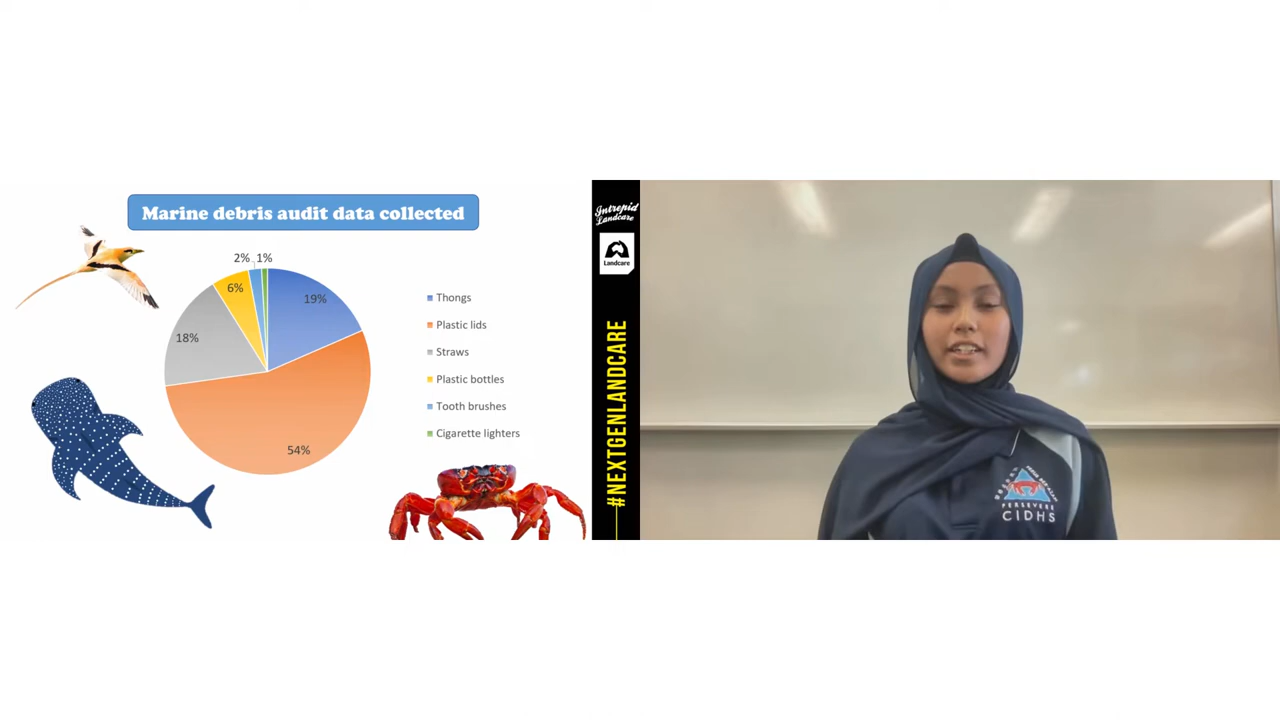 Marine debris audit data collected
2% 1%
6%
19%
18%
54%
Thongs
Plastic lids
Straws
Plastic bottles
Tooth brushes
Cigarette lighters
Intrepid
Landcare
Landcare
#NEXTGENLANDCARE
PERSEVERE
CIDHS